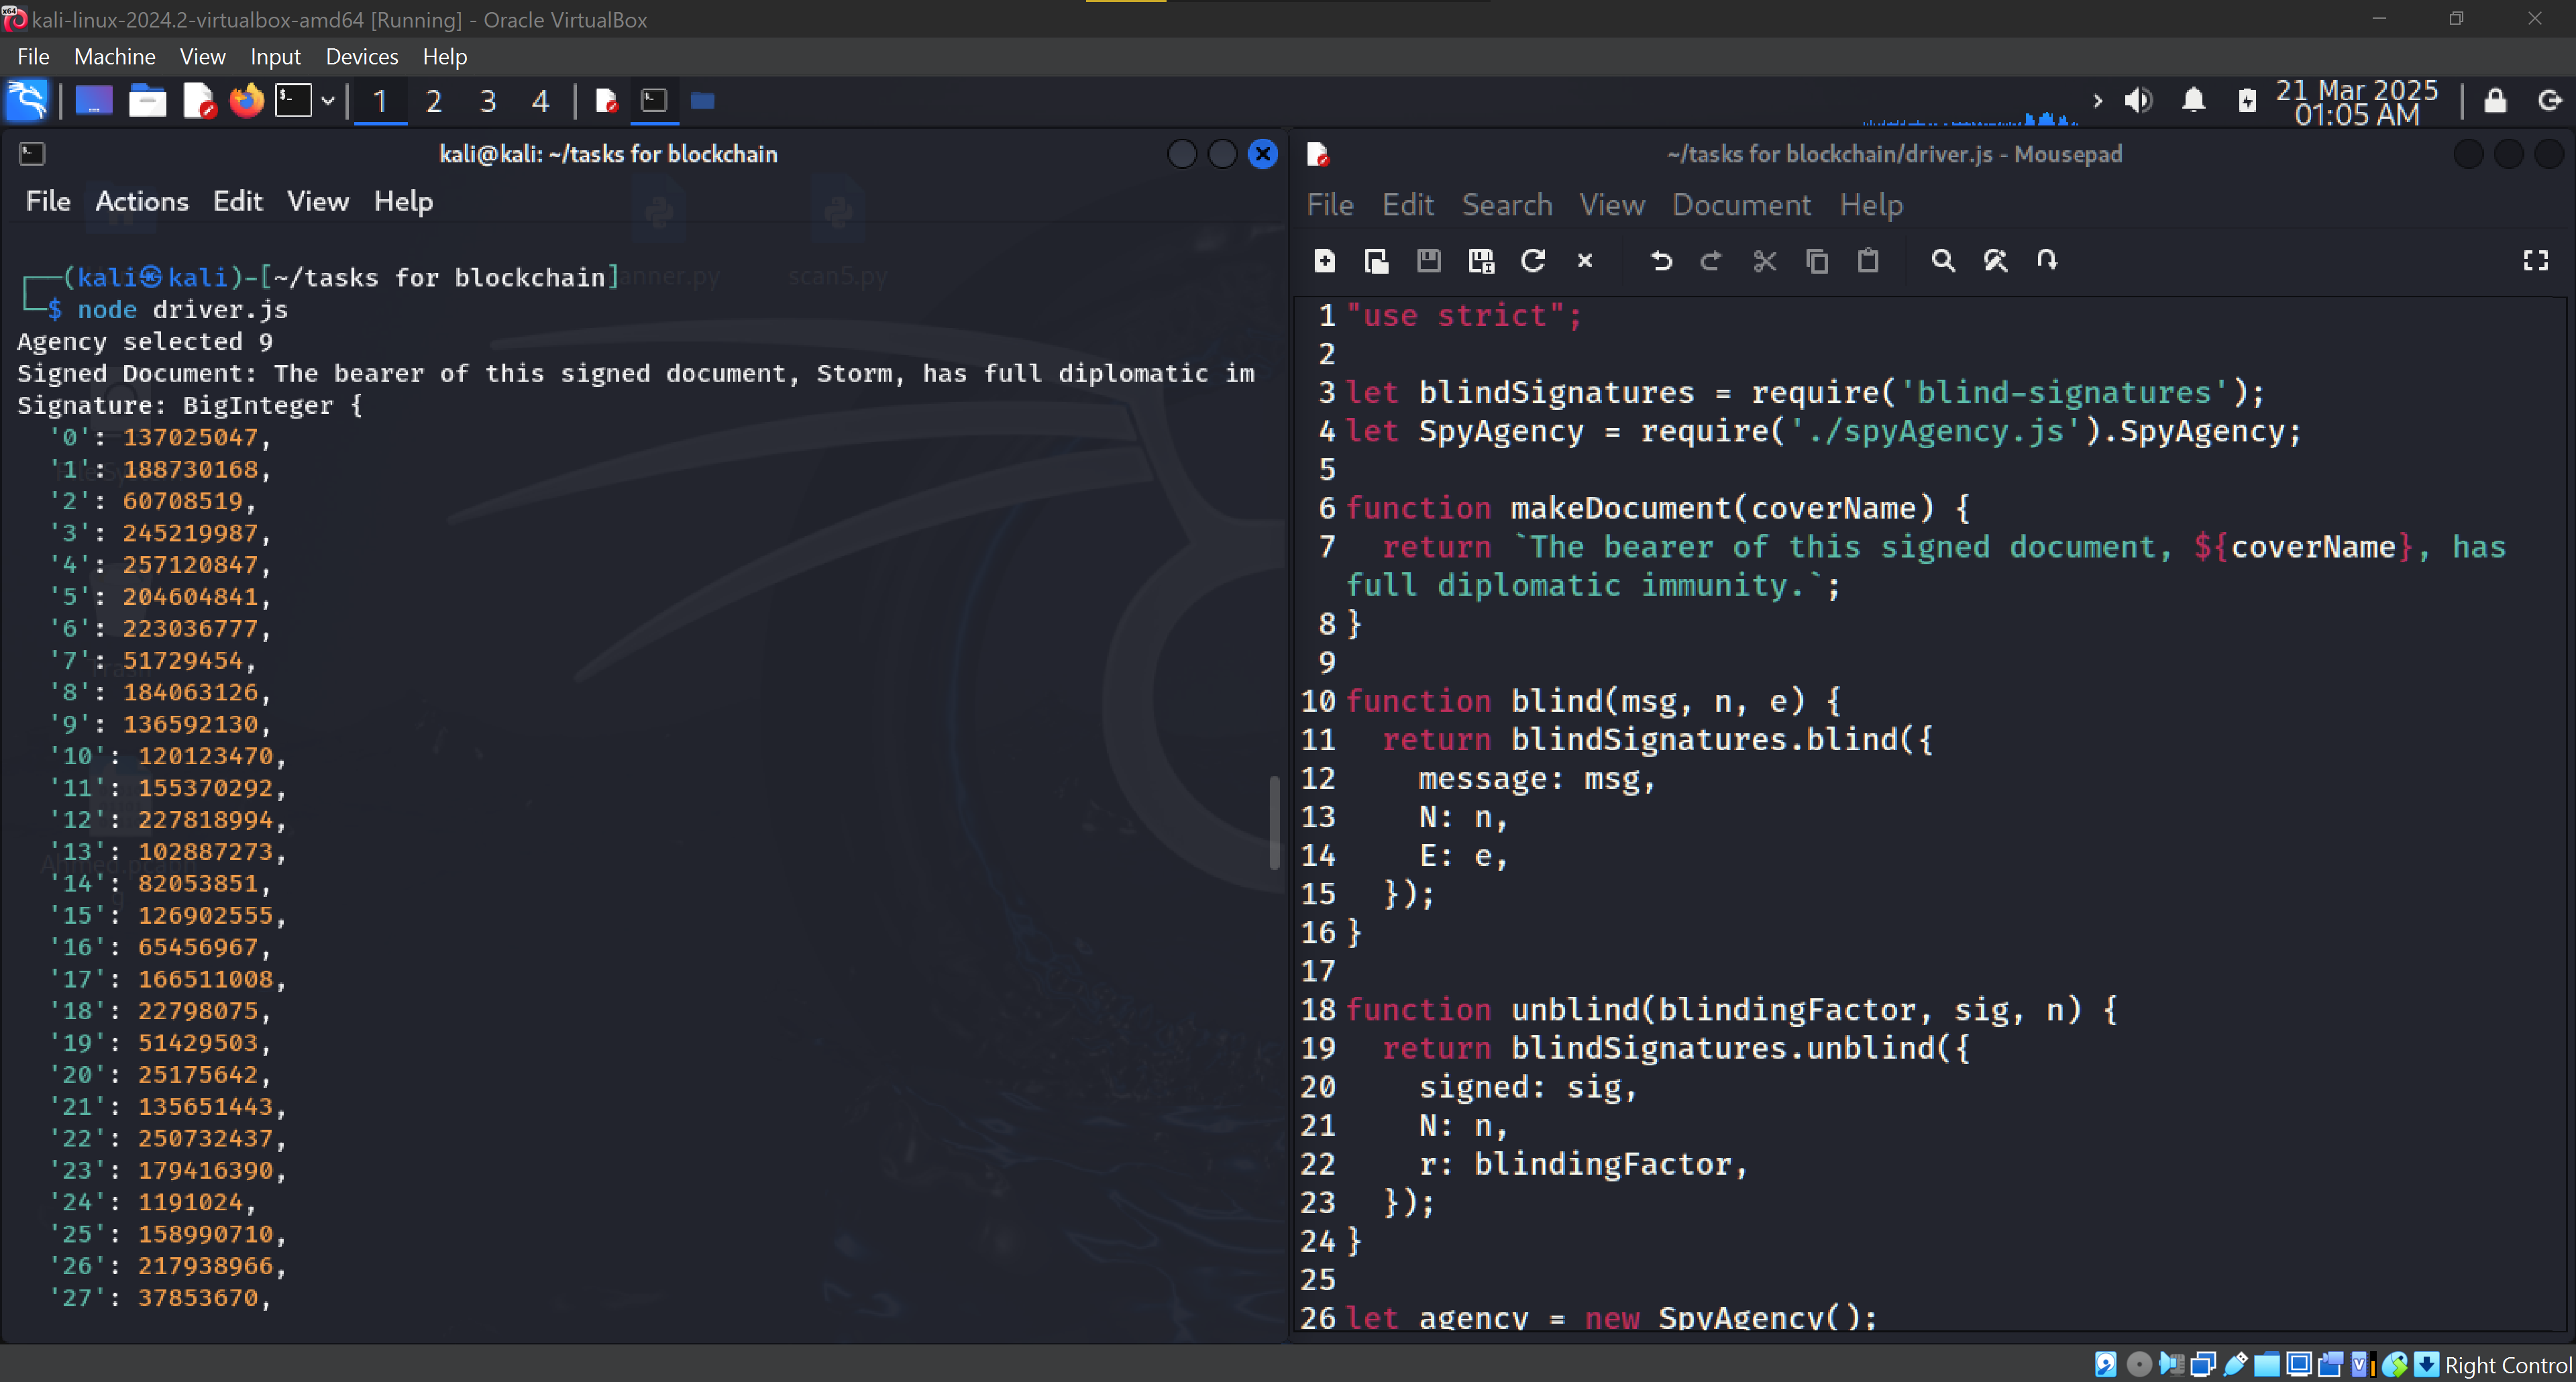 kali-linux-2024.2-virtualbox-amd64 [Running] - Oracle VirtualBox
File Machine View Input Devices Help
1 2 3 4
21 Mar 2025
01:05 AM
kali@kali: ~/tasks for blockchain
File Actions Edit View Help
scan5.py
┌──(kali㉿kali)-[~/tasks for blockchain]
└─$ node driver.js
Agency selected 9
Signed Document: The bearer of this signed document, Storm, has full diplomatic im
Signature: BigInteger {
'0': 137025047,
'1': 188730168,
'2': 60708519,
'3': 245219987,
'4': 257120847,
'5': 204604841,
'6': 223036777,
'7': 51729454,
'8': 184063126,
'9': 136592130,
'10': 120123470,
'11': 155370292,
'12': 227818994,
'13': 102887273,
'14': 82053851,
'15': 126902555,
'16': 65456967,
'17': 166511008,
'18': 22798075,
'19': 51429503,
'20': 25175642,
'21': 135651443,
'22': 250732437,
'23': 179416390,
'24': 1191024,
'25': 158990710,
'26': 217938966,
'27': 37853670,
~/tasks for blockchain/driver.js - Mousepad
File Edit Search View Document Help
1 "use strict";
2
3 let blindSignatures = require('blind-signatures');
4 let SpyAgency = require('./spyAgency.js').SpyAgency;
5
6 function makeDocument(coverName) {
7 return `The bearer of this signed document, ${coverName}, has
full diplomatic immunity.`;
8 }
9
10 function blind(msg, n, e) {
11 return blindSignatures.blind({
12 message: msg,
13 N: n,
14 E: e,
15 });
16 }
17
18 function unblind(blindingFactor, sig, n) {
19 return blindSignatures.unblind({
20 signed: sig,
21 N: n,
22 r: blindingFactor,
23 });
24 }
25
26 let agency = new SpyAgency();
Right Control